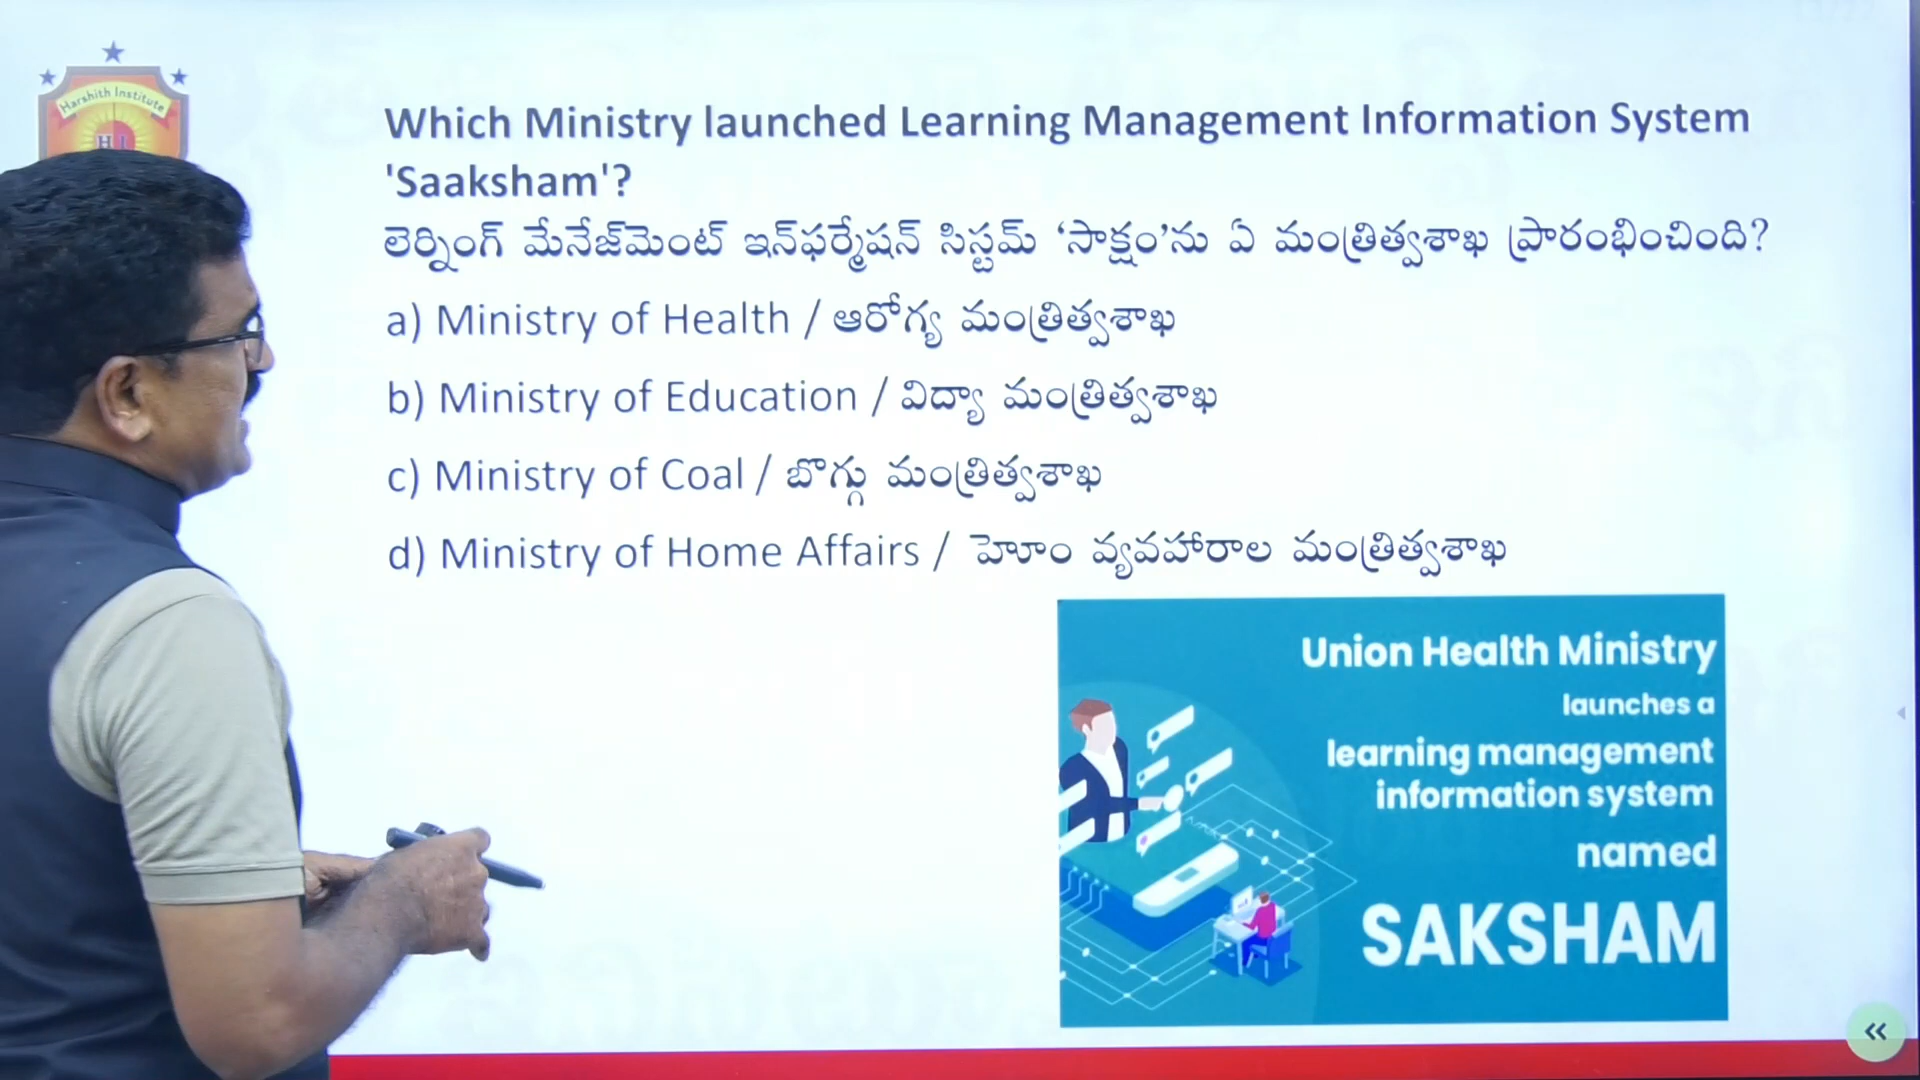 Harshith Institute
H I
Which Ministry launched Learning Management Information System
'Saaksham'?
లెర్నింగ్ మేనేజ్‌మెంట్ ఇన్‌ఫర్మేషన్ సిస్టమ్ ‘సాక్షం’ను ఏ మంత్రిత్వశాఖ ప్రారంభించింది?
a) Ministry of Health / ఆరోగ్య మంత్రిత్వశాఖ
b) Ministry of Education / విద్యా మంత్రిత్వశాఖ
c) Ministry of Coal / బొగ్గు మంత్రిత్వశాఖ
d) Ministry of Home Affairs / హెూం వ్యవహారాల మంత్రిత్వశాఖ
Union Health Ministry
launches a
learning management
information system
named
SAKSHAM